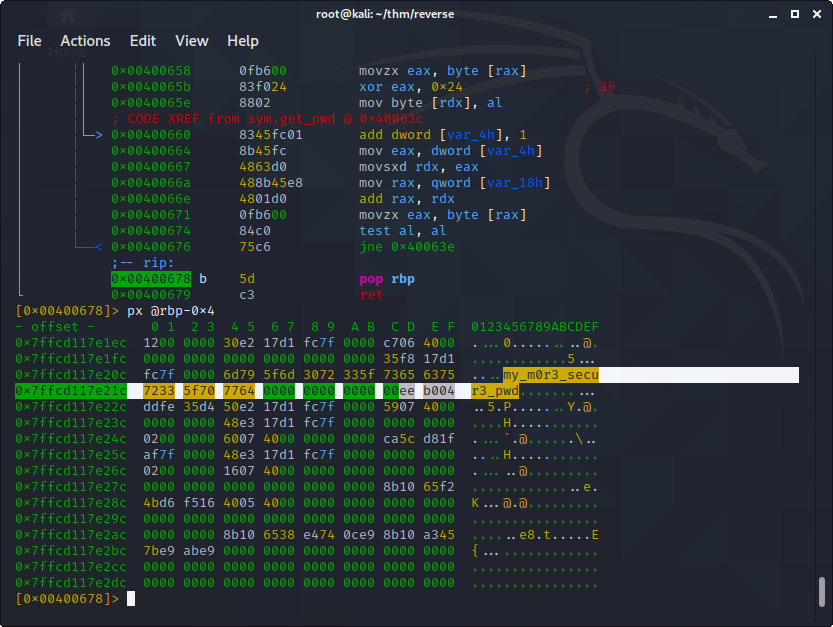 root@kali: ~/thm/reverse
File Actions Edit View Help
0×00400658 0fb600 movzx eax, byte [rax]
0×0040065b 83f024 xor eax, 0×24 ; 36
0×0040065e 8802 mov byte [rdx], al
; CODE XREF from sym.get_pwd @ 0×40063c
0×00400660 8345fc01 add dword [var_4h], 1
0×00400664 8b45fc mov eax, dword [var_4h]
0×00400667 4863d0 movsxd rdx, eax
0×0040066a 488b45e8 mov rax, qword [var_18h]
0×0040066e 4801d0 add rax, rdx
0×00400671 0fb600 movzx eax, byte [rax]
0×00400674 84c0 test al, al
0×00400676 75c6 jne 0×40063e
;-- rip:
0×00400678 b 5d pop rbp
0×00400679 c3 ret
[0×00400678]> px @rbp-0×4
- offset - 0 1 2 3 4 5 6 7 8 9 A B C D E F 0123456789ABCDEF
0×7ffcd117e1ec 1200 0000 30e2 17d1 fc7f 0000 c706 4000 ....0.........@.
0×7ffcd117e1fc 0000 0000 0000 0000 0000 0000 35f8 17d1 ............5...
0×7ffcd117e20c fc7f 0000 6d79 5f6d 3072 335f 7365 6375 ....my_m0r3_secu
0×7ffcd117e21c 7233 5f70 7764 0000 0000 0000 00ee b004 r3_pwd..........
0×7ffcd117e22c ddfe 35d4 50e2 17d1 fc7f 0000 5907 4000 ..5.P.......Y.@.
0×7ffcd117e23c 0000 0000 48e3 17d1 fc7f 0000 0000 0000 ....H...........
0×7ffcd117e24c 0200 0000 6007 4000 0000 0000 ca5c d81f ....`.@......\..
0×7ffcd117e25c af7f 0000 48e3 17d1 fc7f 0000 0000 0000 ....H...........
0×7ffcd117e26c 0200 0000 1607 4000 0000 0000 0000 0000 ......@.........
0×7ffcd117e27c 0000 0000 0000 0000 0000 0000 8b10 65f2 ..............e.
0×7ffcd117e28c 4bd6 f516 4005 4000 0000 0000 0000 0000 K...@.@.........
0×7ffcd117e29c 0000 0000 0000 0000 0000 0000 0000 0000 ................
0×7ffcd117e2ac 0000 0000 8b10 6538 e474 0ce9 8b10 a345 ......e8.t.....E
0×7ffcd117e2bc 7be9 abe9 0000 0000 0000 0000 0000 0000 {...............
0×7ffcd117e2cc 0000 0000 0000 0000 0000 0000 0000 0000 ................
0×7ffcd117e2dc 0000 0000 0000 0000 0000 0000 0000 0000 ................
[0×00400678]>